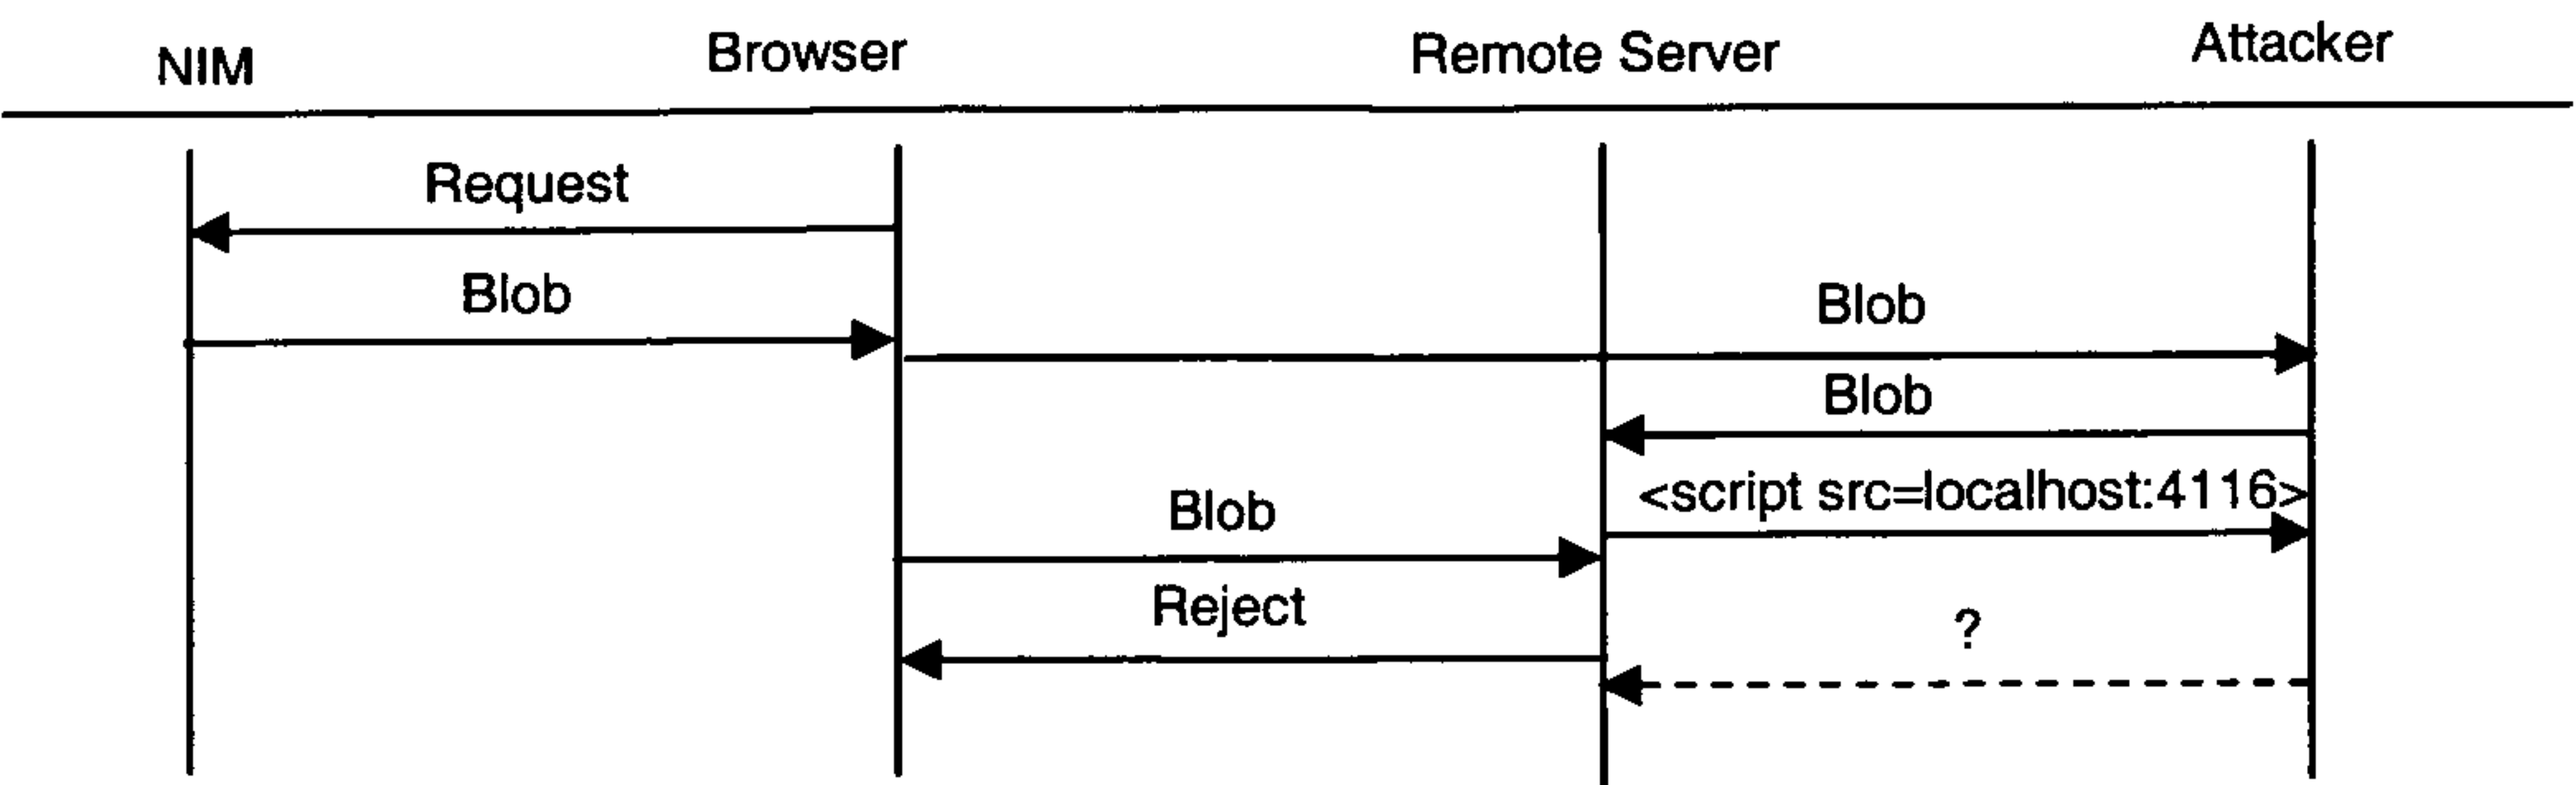 NIM Browser Remote Server Attacker
Request
Blob
Blob
Blob
<script src=localhost:4116>
Blob
Reject
?